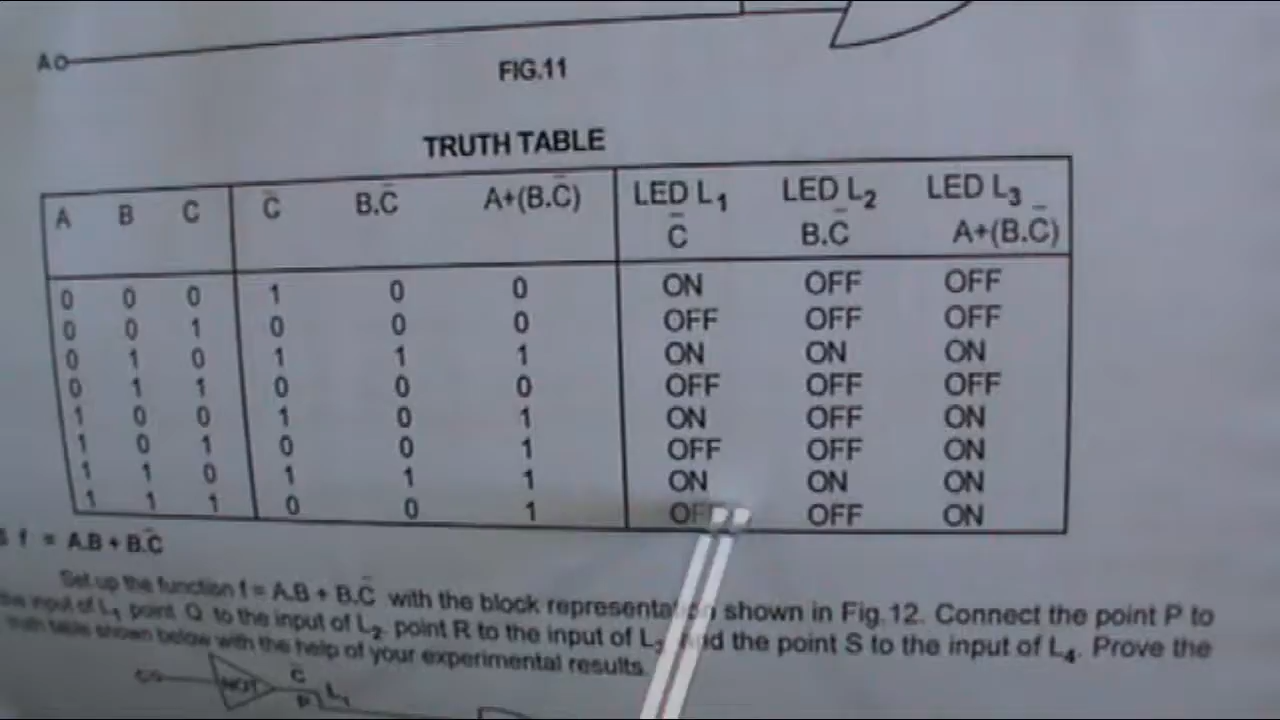 A
FIG.11
TRUTH TABLE
A B C C̄ B.C̄ A+(B.C̄) LED L₁ C̄ LED L₂ B.C̄ LED L₃ A+(B.C̄)
0 0 0 1 0 0 ON OFF OFF
0 0 1 0 0 0 OFF OFF OFF
0 1 0 1 1 1 ON ON ON
0 1 1 0 0 0 OFF OFF OFF
1 0 0 1 0 1 ON OFF ON
1 0 1 0 0 1 OFF OFF ON
1 1 0 1 1 1 ON ON ON
1 1 1 0 0 1 OFF OFF ON
f = A.B + B.C̄
Set up the function f = A.B + B.C̄ with the block representation shown in Fig.12. Connect the point P to
the input of L₁ point Q to the input of L₂ point R to the input of L₃ and the point S to the input of L₄. Prove the
truth table shown below with the help of your experimental results.
C NOT C̄ P L₁